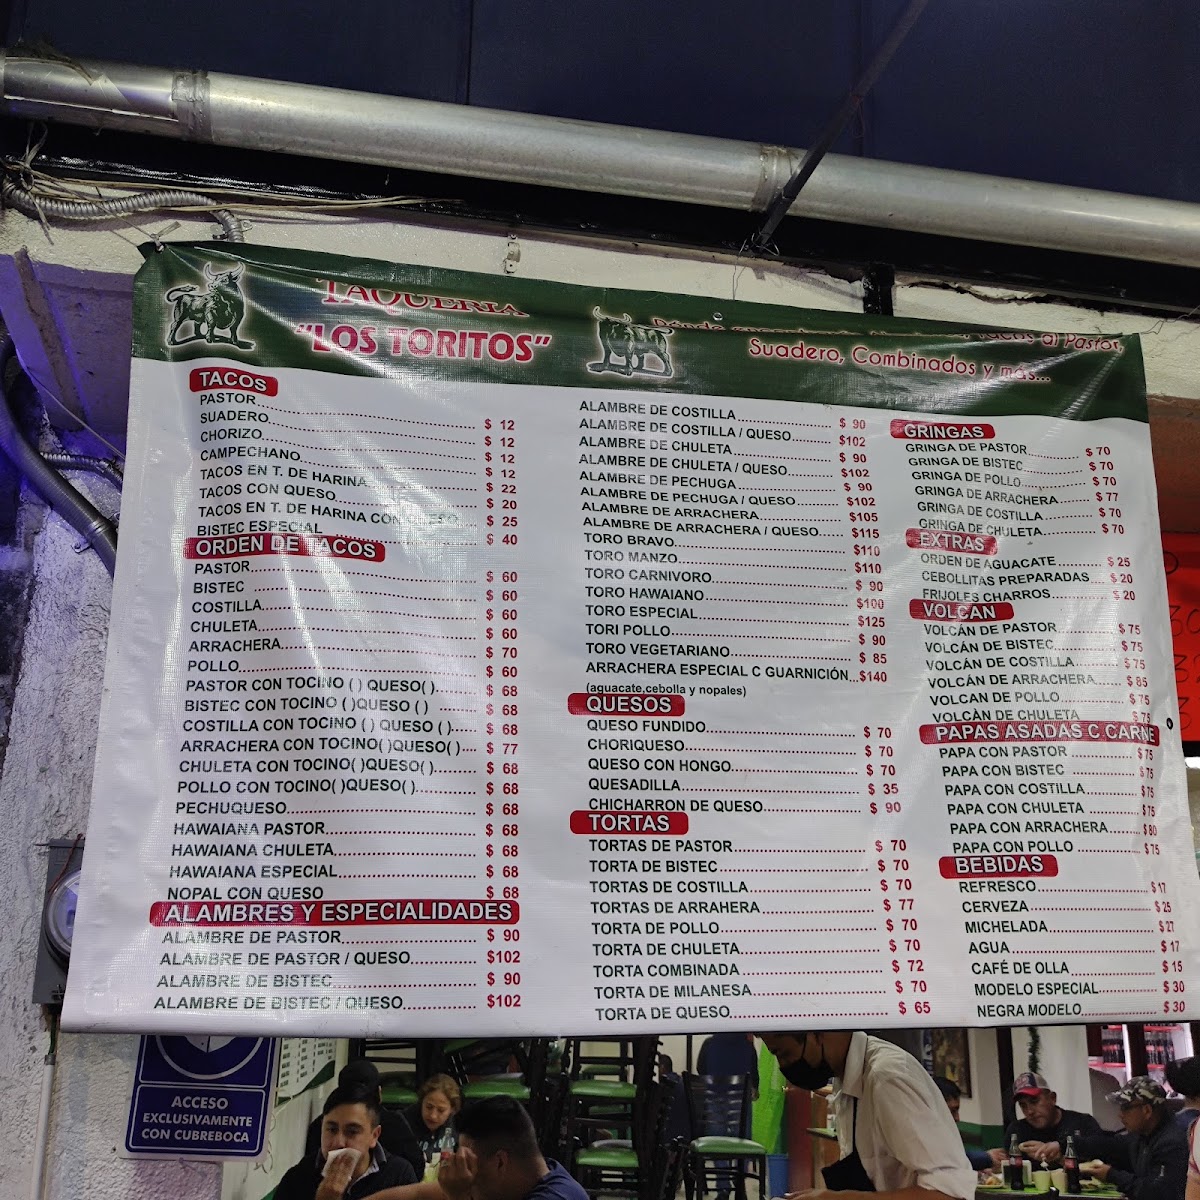 TAQUERIA
"LOS TORITOS"
Tacos al Pastor,
Suadero, Combinados y más...
TACOS
PASTOR
SUADERO $ 12
CHORIZO $ 12
CAMPECHANO $ 12
TACOS EN T. DE HARINA $ 12
TACOS CON QUESO $ 22
TACOS EN T. DE HARINA CON QUESO $ 20
BISTEC ESPECIAL $ 25
$ 40
ORDEN DE TACOS
PASTOR $ 60
BISTEC $ 60
COSTILLA $ 60
CHULETA $ 60
ARRACHERA $ 70
POLLO $ 60
PASTOR CON TOCINO ( ) QUESO( ) $ 68
BISTEC CON TOCINO ( )QUESO ( ) $ 68
COSTILLA CON TOCINO ( ) QUESO ( ) $ 68
ARRACHERA CON TOCINO( )QUESO( ) $ 77
CHULETA CON TOCINO( )QUESO( ) $ 68
POLLO CON TOCINO( )QUESO( ) $ 68
PECHUQUESO $ 68
HAWAIANA PASTOR $ 68
HAWAIANA CHULETA $ 68
HAWAIANA ESPECIAL $ 68
NOPAL CON QUESO $ 68
ALAMBRES Y ESPECIALIDADES
ALAMBRE DE PASTOR $ 90
ALAMBRE DE PASTOR / QUESO $102
ALAMBRE DE BISTEC $ 90
ALAMBRE DE BISTEC / QUESO $102
ALAMBRE DE COSTILLA $ 90
ALAMBRE DE COSTILLA / QUESO $102
ALAMBRE DE CHULETA $ 90
ALAMBRE DE CHULETA / QUESO $102
ALAMBRE DE PECHUGA $ 90
ALAMBRE DE PECHUGA / QUESO $102
ALAMBRE DE ARRACHERA $105
ALAMBRE DE ARRACHERA / QUESO $115
TORO BRAVO $110
TORO MANZO $110
TORO CARNIVORO $ 90
TORO HAWAIANO $100
TORO ESPECIAL $125
TORI POLLO $ 90
TORO VEGETARIANO $ 85
ARRACHERA ESPECIAL C GUARNICIÓN $140
(aguacate,cebolla y nopales)
QUESOS
QUESO FUNDIDO $ 70
CHORIQUESO $ 70
QUESO CON HONGO $ 70
QUESADILLA $ 35
CHICHARRON DE QUESO $ 90
TORTAS
TORTAS DE PASTOR $ 70
TORTA DE BISTEC $ 70
TORTAS DE COSTILLA $ 70
TORTAS DE ARRAHERA $ 77
TORTA DE POLLO $ 70
TORTA DE CHULETA $ 70
TORTA COMBINADA $ 72
TORTA DE MILANESA $ 70
TORTA DE QUESO $ 65
GRINGAS
GRINGA DE PASTOR $ 70
GRINGA DE BISTEC $ 70
GRINGA DE POLLO $ 70
GRINGA DE ARRACHERA $ 77
GRINGA DE COSTILLA $ 70
GRINGA DE CHULETA $ 70
EXTRAS
ORDEN DE AGUACATE $ 25
CEBOLLITAS PREPARADAS $ 20
FRIJOLES CHARROS $ 20
VOLCAN
VOLCÁN DE PASTOR $ 75
VOLCÁN DE BISTEC $ 75
VOLCÁN DE COSTILLA $ 75
VOLCÁN DE ARRACHERA $ 85
VOLCAN DE POLLO $ 75
VOLCÀN DE CHULETA $ 75
PAPAS ASADAS C CARNE
PAPA CON PASTOR $ 75
PAPA CON BISTEC $ 75
PAPA CON COSTILLA $ 75
PAPA CON CHULETA $ 75
PAPA CON ARRACHERA $ 80
PAPA CON POLLO $ 75
BEBIDAS
REFRESCO $ 17
CERVEZA $ 25
MICHELADA $ 27
AGUA $ 17
CAFÉ DE OLLA $ 15
MODELO ESPECIAL $ 30
NEGRA MODELO $ 30
ACCESO
EXCLUSIVAMENTE
CON CUBREBOCA